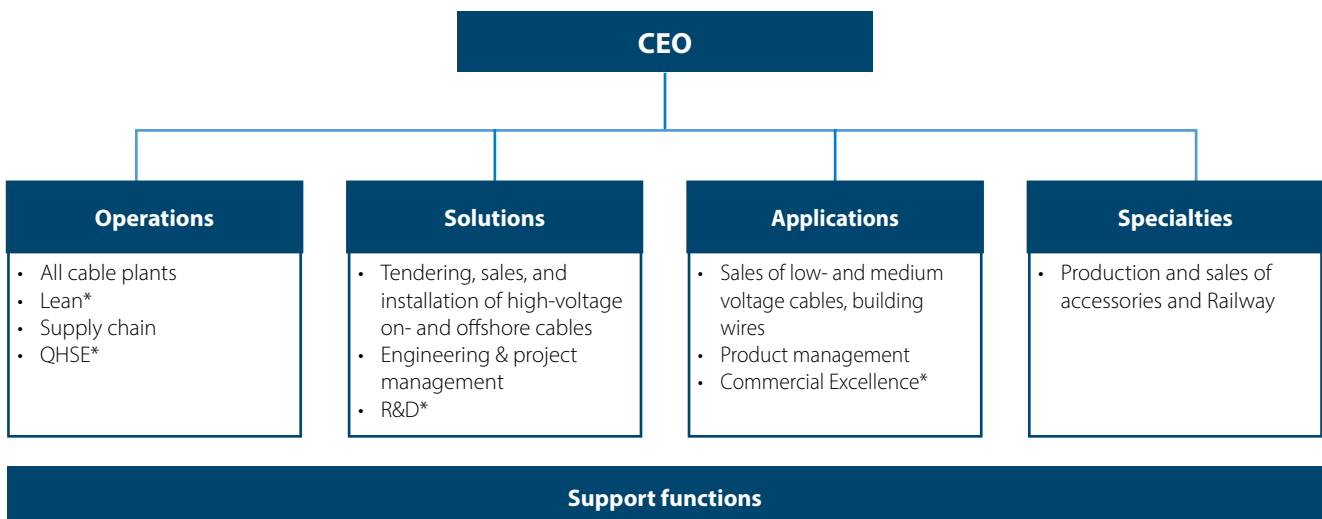 CEO
Operations
• All cable plants
• Lean*
• Supply chain
• QHSE*
Solutions
• Tendering, sales, and
installation of high-voltage
on- and offshore cables
• Engineering & project
management
• R&D*
Applications
• Sales of low- and medium
voltage cables, building
wires
• Product management
• Commercial Excellence*
Specialties
• Production and sales of
accessories and Railway
Support functions